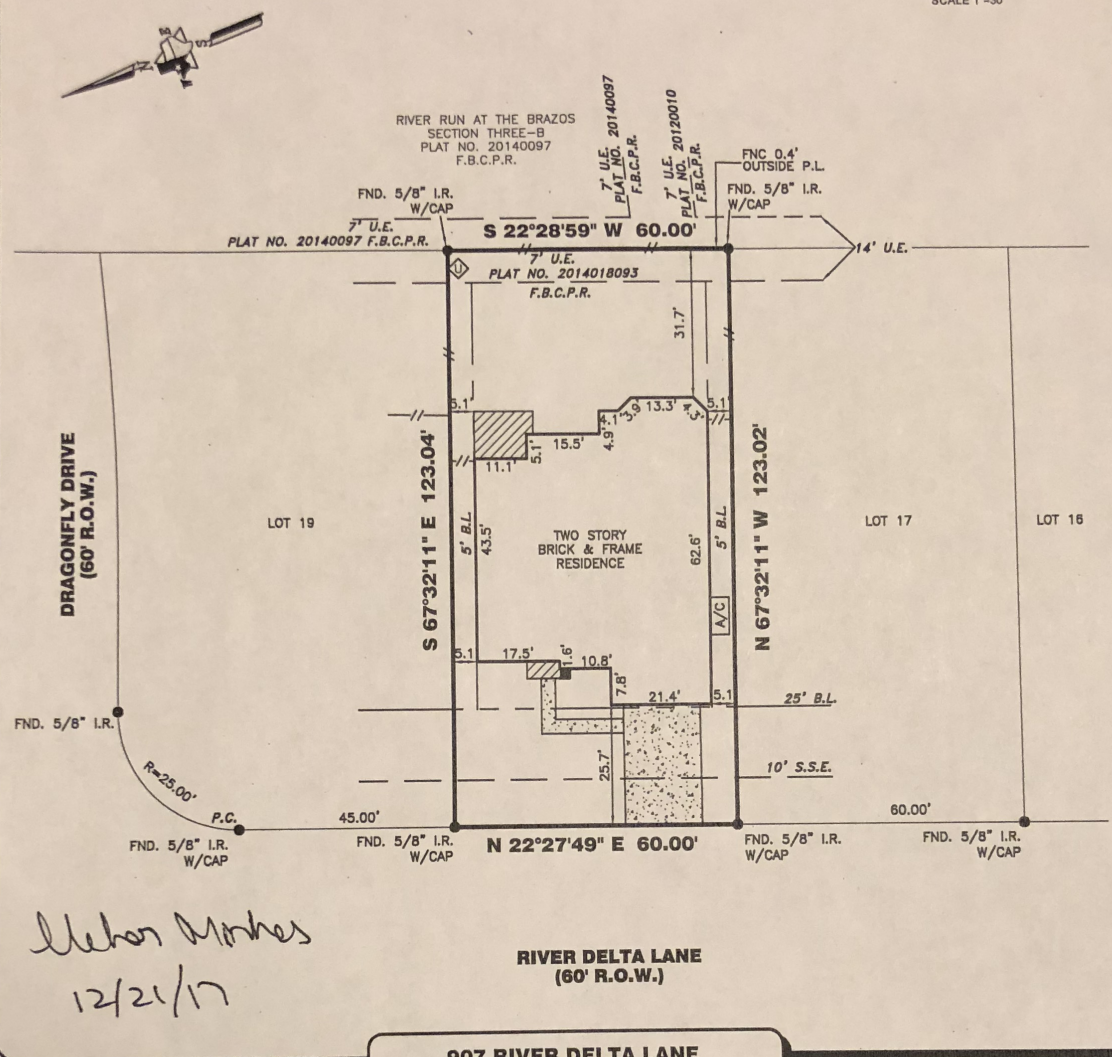 SCALE 1"=30'
N
S
RIVER RUN AT THE BRAZOS
SECTION THREE-B
PLAT NO. 20140097
F.B.C.P.R.
7' U.E.
PLAT NO. 20140097
F.B.C.P.R.
7' U.E.
PLAT NO. 20120010
F.B.C.P.R.
FNC 0.4'
OUTSIDE P.L.
FND. 5/8" I.R.
W/CAP
FND. 5/8" I.R.
W/CAP
7' U.E.
PLAT NO. 20140097 F.B.C.P.R.
S 22°28'59" W 60.00'
14' U.E.
U
7' U.E.
PLAT NO. 2014018093
F.B.C.P.R.
31.7'
5.1'
4.1'
3.9
13.3'
4.3'
5.1'
11.1'
5.1'
15.5'
4.9'
DRAGONFLY DRIVE
(60' R.O.W.)
LOT 19
S 67°32'11" E 123.04'
5' B.L.
43.5'
TWO STORY
BRICK & FRAME
RESIDENCE
62.6'
5' B.L.
A/C
N 67°32'11" W 123.02'
LOT 17
LOT 16
5.1
17.5'
1.6'
10.8'
7.8'
21.4'
5.1
25' B.L.
FND. 5/8" I.R.
R=25.00'
25.7'
10' S.S.E.
P.C.
45.00'
60.00'
FND. 5/8" I.R.
W/CAP
FND. 5/8" I.R.
W/CAP
N 22°27'49" E 60.00'
FND. 5/8" I.R.
W/CAP
FND. 5/8" I.R.
W/CAP
12/21/17
RIVER DELTA LANE
(60' R.O.W.)
907 RIVER DELTA LANE